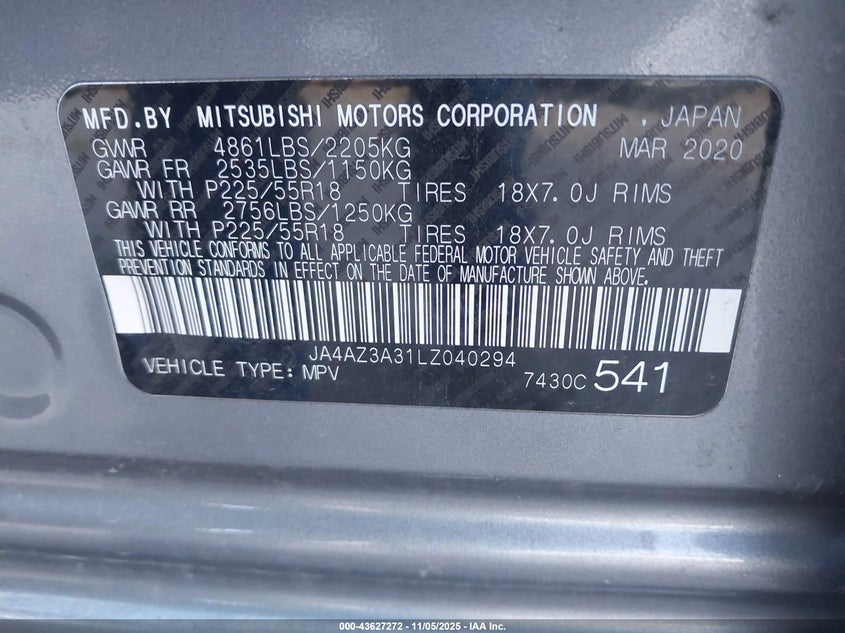 MFD.BY MITSUBISHI MOTORS CORPORATION , JAPAN
GVWR 4861LBS/2205KG MAR 2020
GAWR FR 2535LBS/1150KG
WITH P225/55R18 TIRES 18X7.0J RIMS
GAWR RR 2756LBS/1250KG
WITH P225/55R18 TIRES 18X7.0J RIMS
THIS VEHICLE CONFORMS TO ALL APPLICABLE FEDERAL MOTOR VEHICLE SAFETY AND THEFT
PREVENTION STANDARDS IN EFFECT ON THE DATE OF MANUFACTURE SHOWN ABOVE.
JA4AZ3A31LZ040294
VEHICLE TYPE: MPV 7430C 541
000-43627272 - 11/05/2025 - IAA Inc.